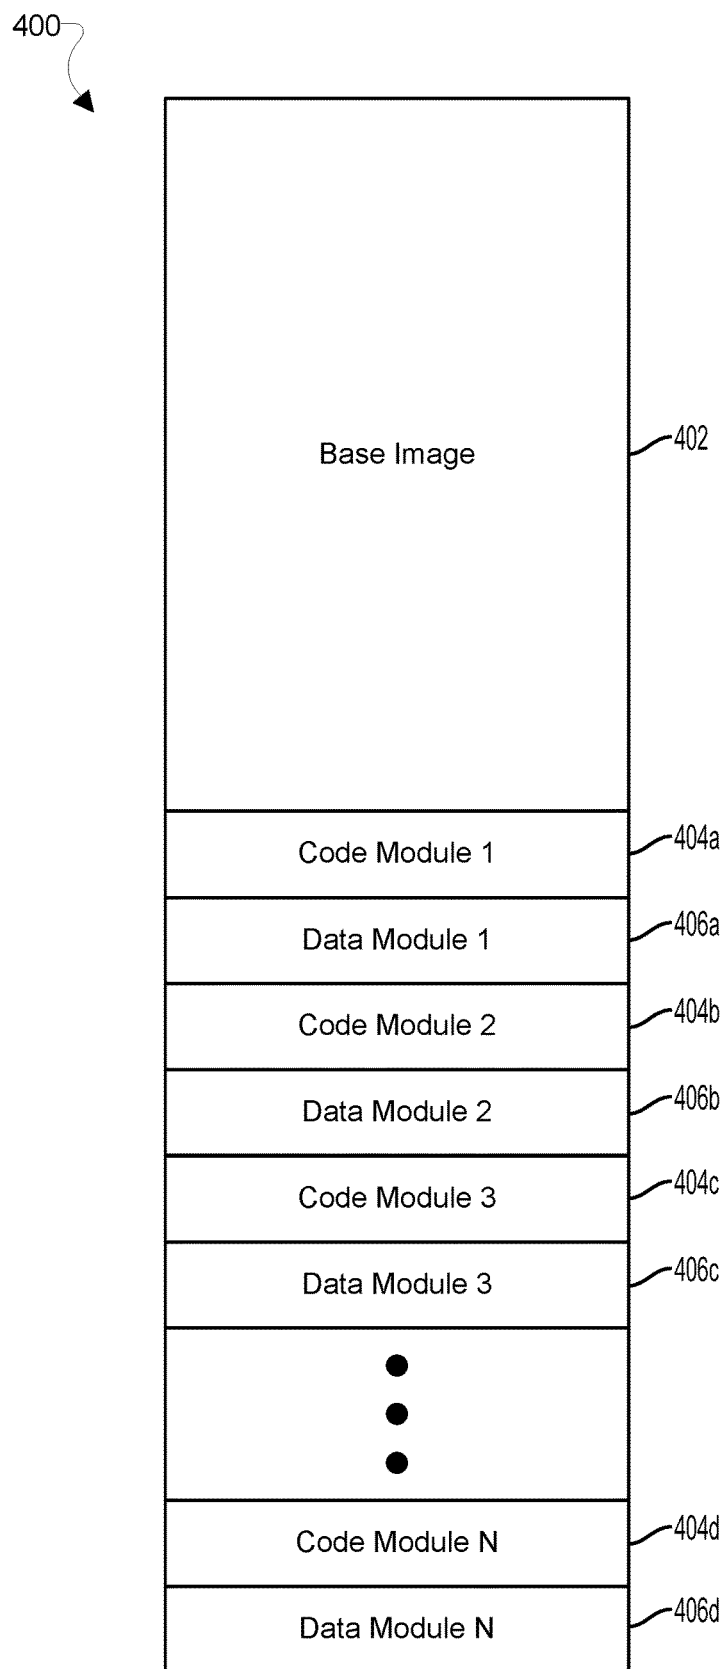 400
Base Image
402
Code Module 1
404a
Data Module 1
406a
Code Module 2
404b
Data Module 2
406b
Code Module 3
404c
Data Module 3
406c
Code Module N
404d
Data Module N
406d